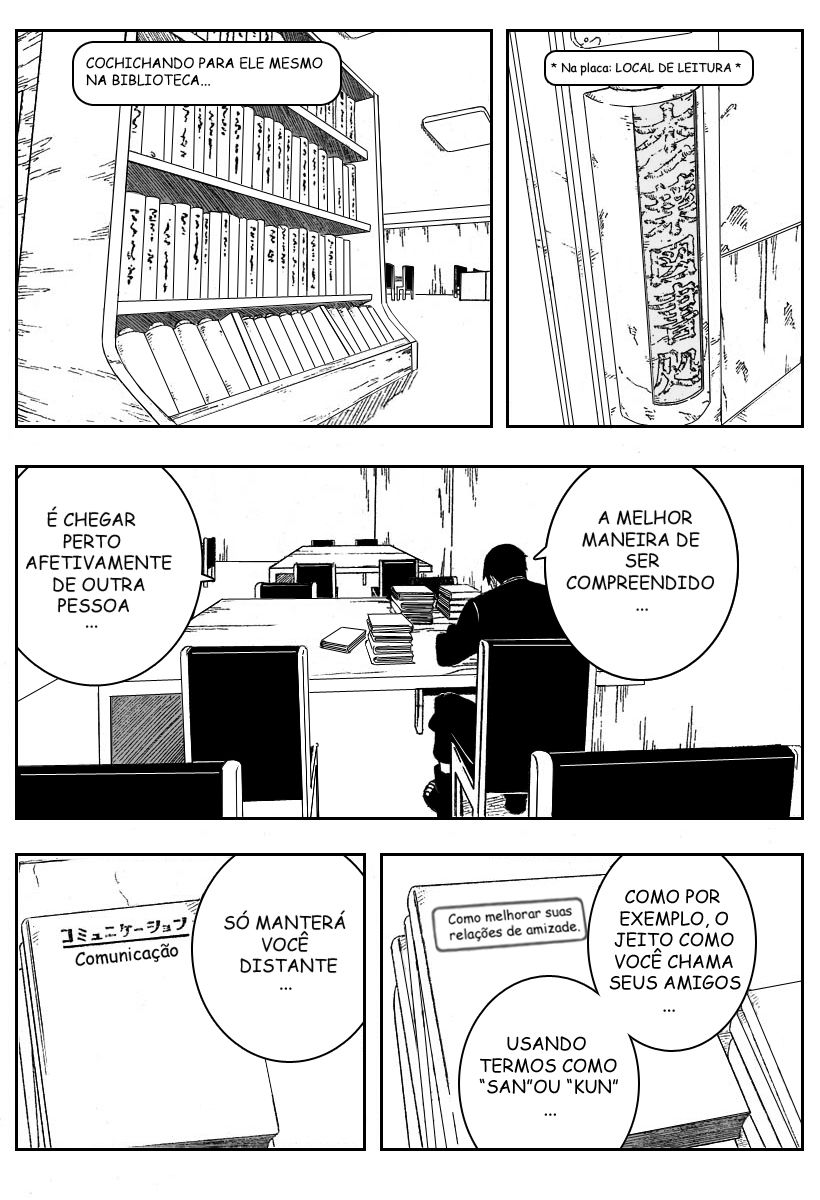 * Na placa: LOCAL DE LEITURA *
COCHICHANDO PARA ELE MESMO
NA BIBLIOTECA...
A MELHOR
MANEIRA DE
SER
COMPREENDIDO
...
É CHEGAR
PERTO
AFETIVAMENTE
DE OUTRA
PESSOA
...
Como melhorar suas
relações de amizade.
COMO POR
EXEMPLO, O
JEITO COMO
VOCÊ CHAMA
SEUS AMIGOS
...
USANDO
TERMOS COMO
“SAN”OU “KUN”
...
SÓ MANTERÁ
VOCÊ
DISTANTE
...
コミュニケーション
Comunicação